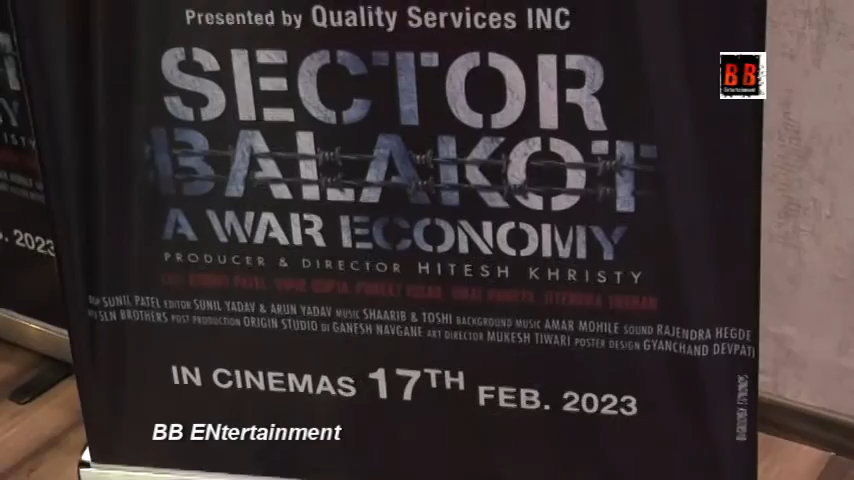 Presented by Quality Services INC
BB
Entertainment
SECTOR
BALAKOT
A WAR ECONOMY
PRODUCER & DIRECTOR HITESH KHRISTY
SUNIL PATEL EDITOR SUNIL YADAV & ARUN YADAV MUSIC SHAARIB & TOSHI BACKGROUND MUSIC AMAR MOHILE SOUND RAJENDRA HEGDE
SEN BROTHERS POST PRODUCTION ORIGIN STUDIO DI GANESH NAVGANE ART DIRECTOR MUKESH TIWARI POSTER DESIGN GYANCHAND DEVPATI
. 2023
IN CINEMAS 17TH FEB. 2023
BB ENtertainment